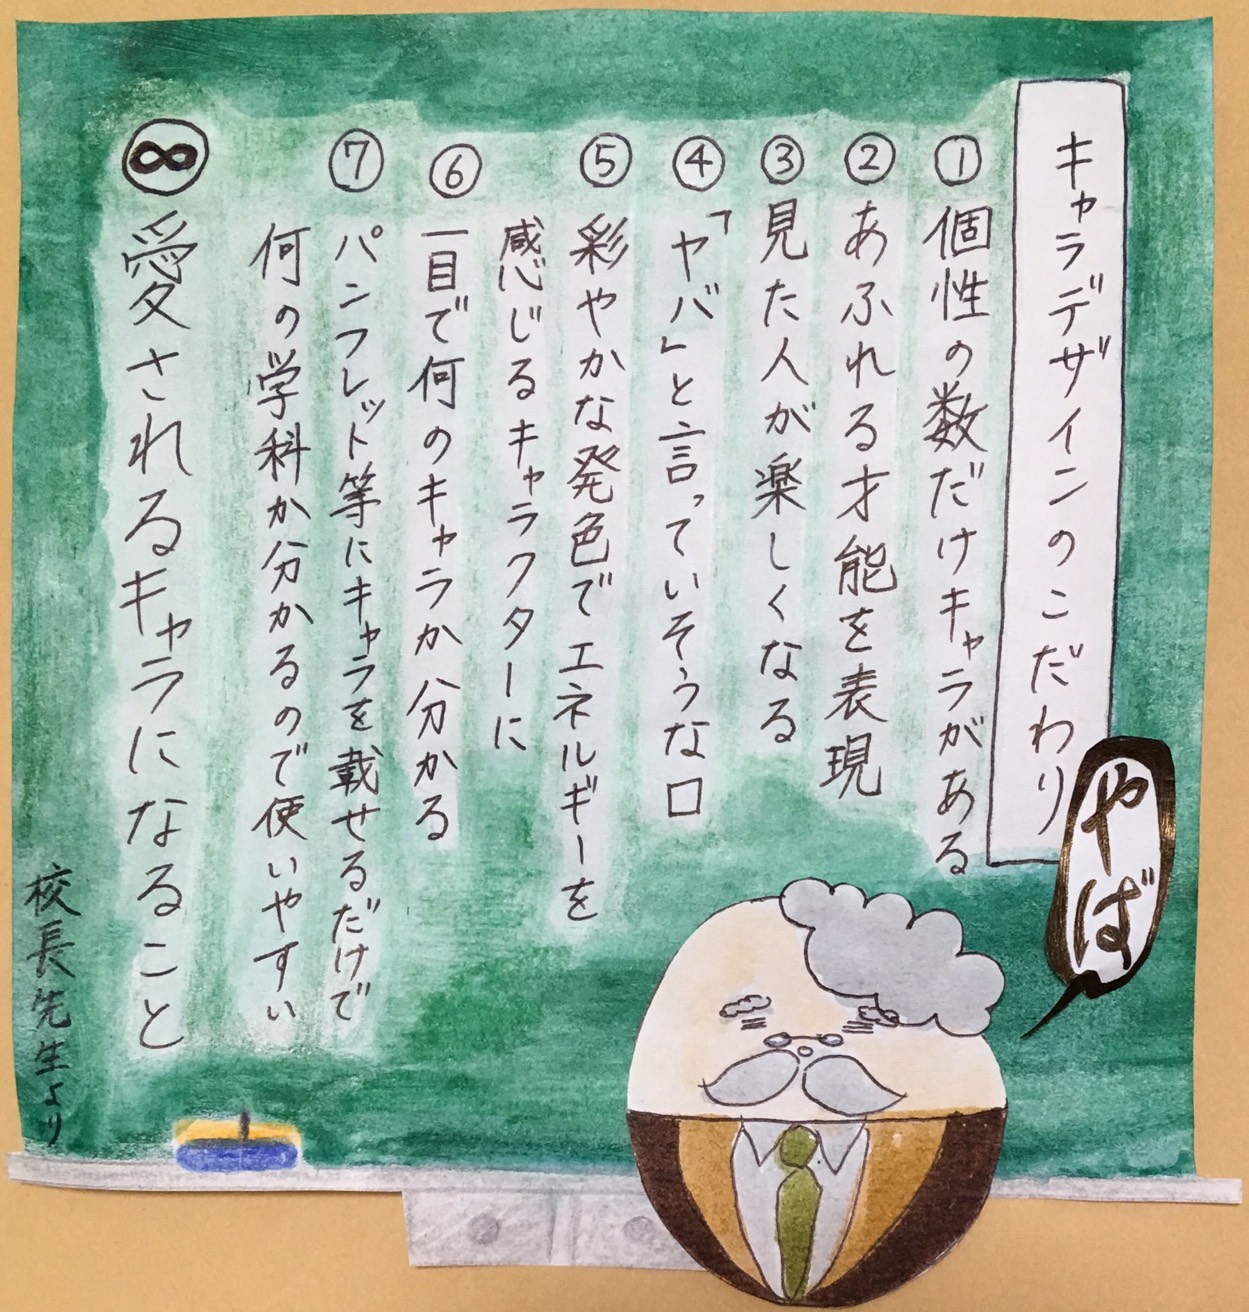 キャラデザインのこだわり
① 個性の数だけキャラがある
② あふれる才能を表現
③ 見た人が楽しくなる
④ 「ヤバ」と言っていそうな口
⑤ 彩やかな発色でエネルギーを
感じるキャラクターに
⑥ 一目で何のキャラか分かる
⑦ パンフレット等にキャラを載せるだけで
何の学科か分かるので使いやすい
∞ 愛されるキャラになること
校長先生より
やば